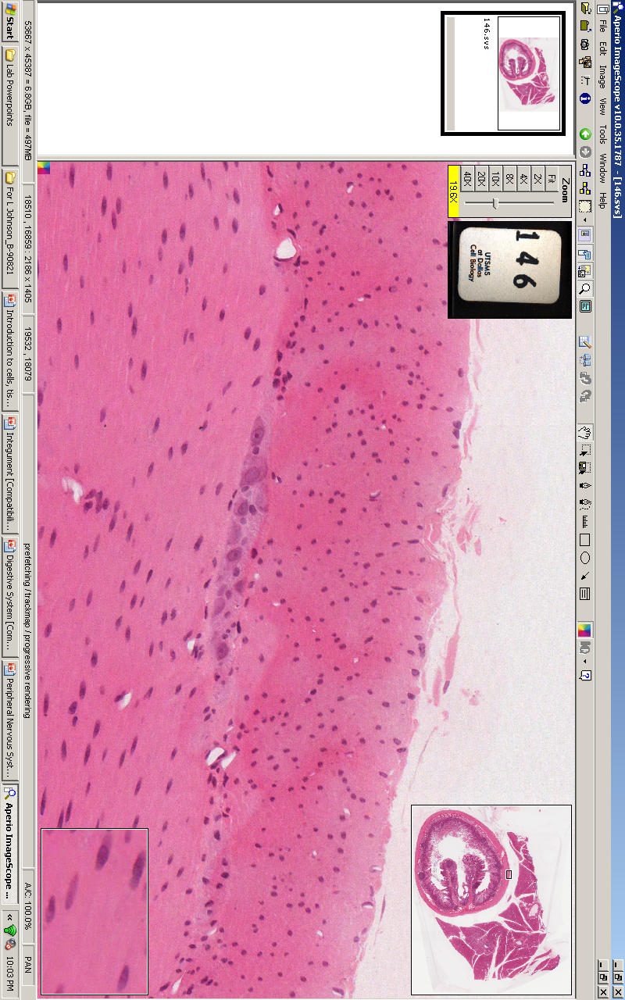 Aperio ImageScope v10.0.35.1787 - [146.svs]
File Edit Image View Tools Window Help
146.svs
Zoom
Fit
2X
4X
8X
10X
20X
40X
19.6X
146
UTSMS
at Dallas
Cell Biology
53667 x 45387 = 6.8GB, file = 497MB
18510 , 16859 : 2186 x 1405
19532 , 18079
prefetching / trackmap / progressive rendering
A/C: 100.0%
PAN
Start
Lab Powerpoints
For L Johnson_B-90821
Introduction to cells, tis...
Integument [Compatibili...
Digestive System [Com...
Peripheral Nervous Syst...
Aperio ImageScope ...
« 10:03 PM